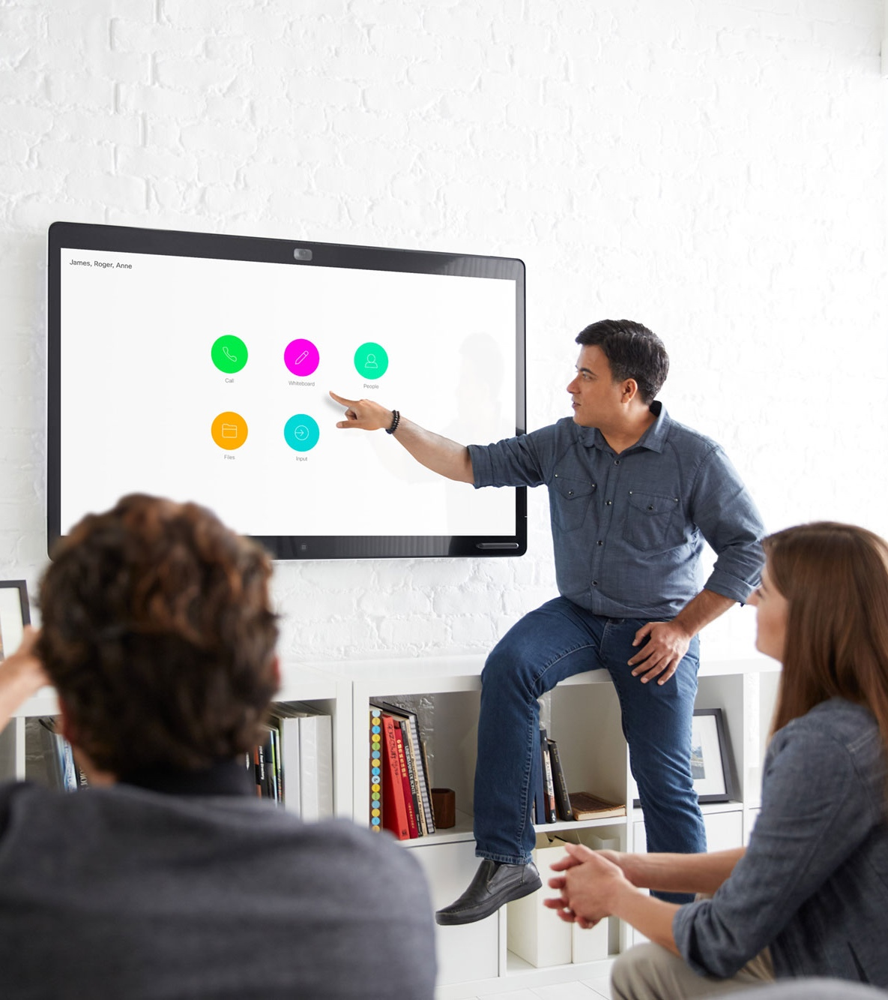 James, Roger, Anne
Call
Whiteboard
People
Files
Input